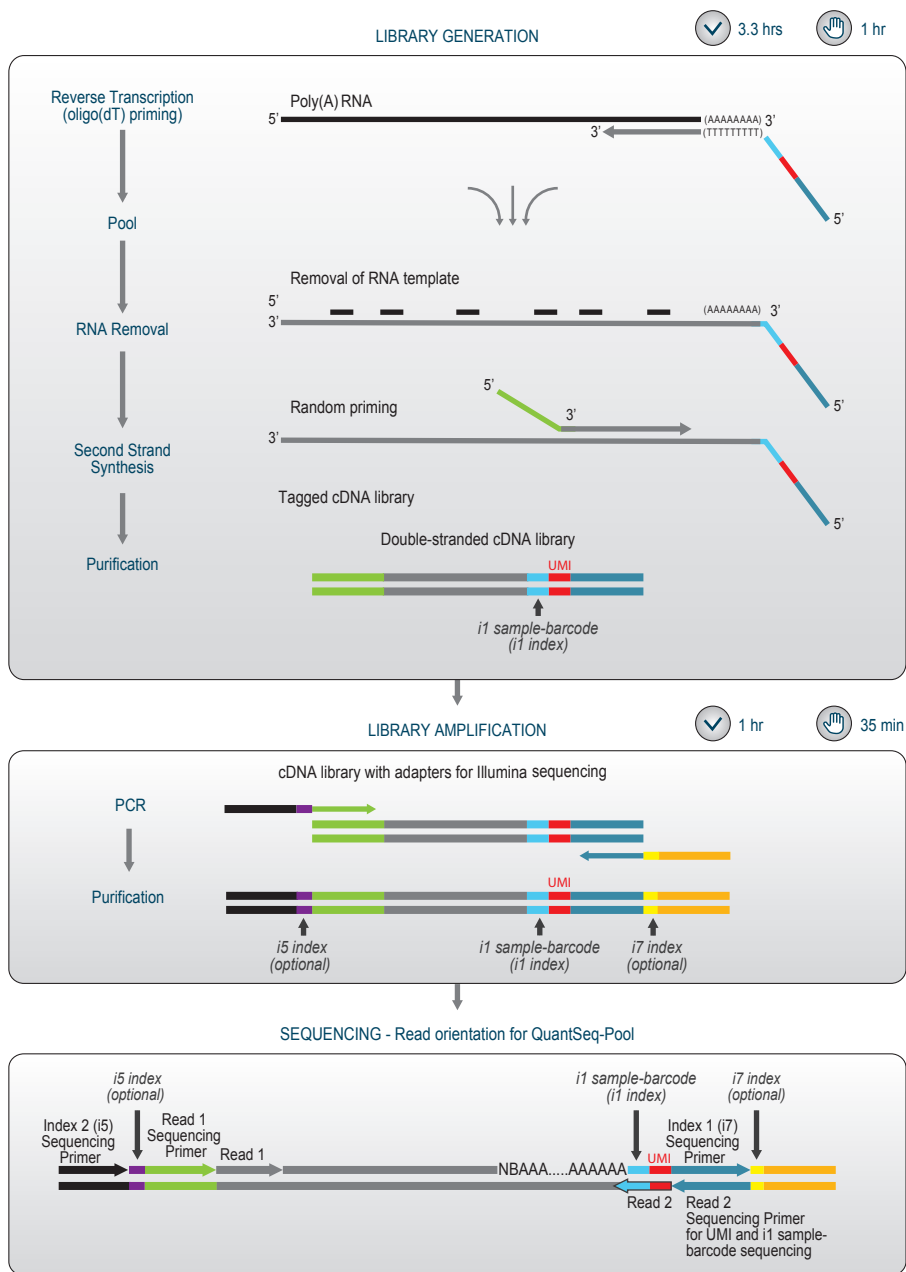 LIBRARY GENERATION
3.3 hrs
1 hr
Reverse Transcription
(oligo(dT) priming)
Poly(A) RNA
5’
(AAAAAAAA)
3’
3’
(TTTTTTTTT)
5’
Pool
Removal of RNA template
5’
3’
(AAAAAAAA)
3’
RNA Removal
5’
5’
Random priming
3’
3’
Second Strand
Synthesis
Tagged cDNA library
5’
Double-stranded cDNA library
Purification
UMI
i1 sample-barcode
(i1 index)
LIBRARY AMPLIFICATION
1 hr
35 min
cDNA library with adapters for Illumina sequencing
PCR
Purification
UMI
i5 index
(optional)
i1 sample-barcode
(i1 index)
i7 index
(optional)
SEQUENCING - Read orientation for QuantSeq-Pool
i5 index
(optional)
i1 sample-barcode
(i1 index)
i7 index
(optional)
Index 2 (i5)
Sequencing
Primer
Read 1
Sequencing
Primer
Read 1
NBAAA.....AAAAAA
UMI
Index 1 (i7)
Sequencing
Primer
Read 2
Read 2
Sequencing Primer
for UMI and i1 sample-
barcode sequencing